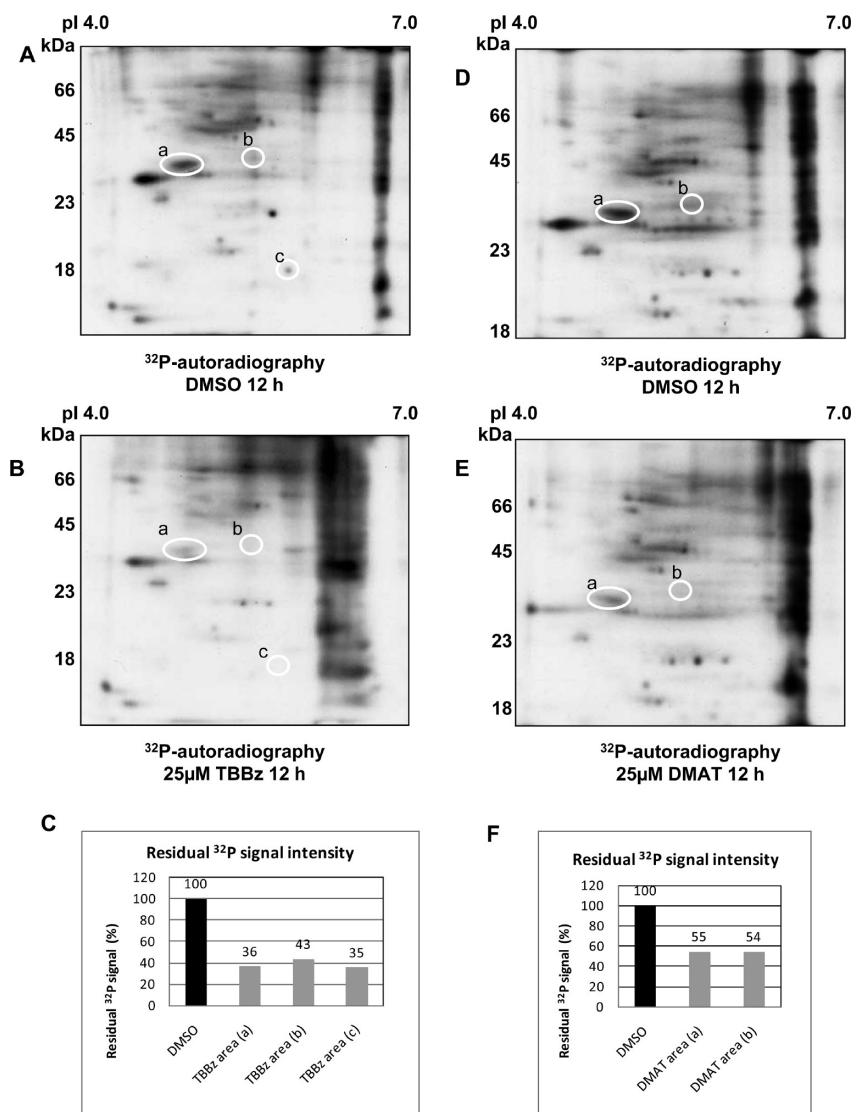 pI 4.0 7.0
kDa
A
66
45
23
18
a
b
c
32P-autoradiography
DMSO 12 h
pI 4.0 7.0
kDa
B
66
45
23
18
a
b
c
32P-autoradiography
25µM TBBz 12 h
C
Residual 32P signal intensity
Residual 32P signal (%)
120
100
80
60
40
20
0
100
36
43
35
DMSO
TBBz area (a)
TBBz area (b)
TBBz area (c)
pI 4.0 7.0
kDa
D
66
45
23
18
a
b
32P-autoradiography
DMSO 12 h
pI 4.0 7.0
kDa
E
66
45
23
18
a
b
32P-autoradiography
25µM DMAT 12 h
F
Residual 32P signal intensity
Residual 32P signal (%)
120
100
80
60
40
20
0
100
55
54
DMSO
DMAT area (a)
DMAT area (b)